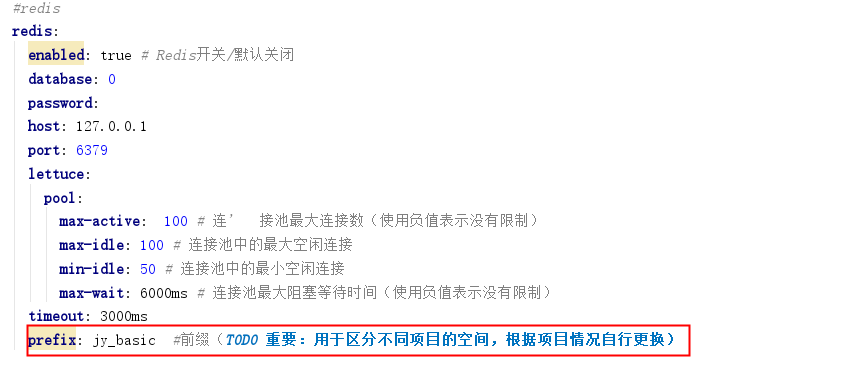 #redis
redis:
enabled: true # Redis开关/默认关闭
database: 0
password:
host: 127.0.0.1
port: 6379
lettuce:
pool:
max-active:  100 # 连’  接池最大连接数（使用负值表示没有限制）
max-idle: 100 # 连接池中的最大空闲连接
min-idle: 50 # 连接池中的最小空闲连接
max-wait: 6000ms # 连接池最大阻塞等待时间（使用负值表示没有限制）
timeout: 3000ms
prefix: jy_basic  #前缀（TODO 重要：用于区分不同项目的空间，根据项目情况自行更换）